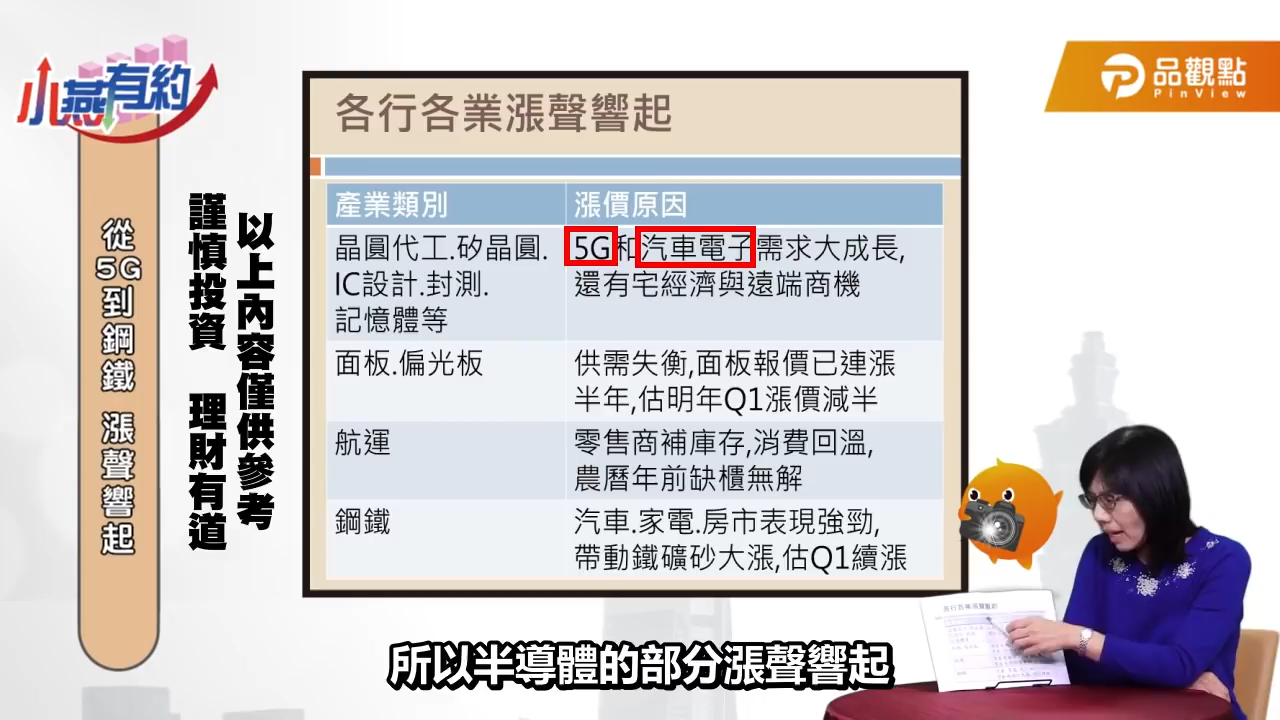 小燕有約
從5G到鋼鐵 漲聲響起
以上內容僅供參考
謹慎投資 理財有道
品觀點
PinView
各行各業漲聲響起
產業類別
漲價原因
晶圓代工.矽晶圓.
IC設計.封測.
記憶體等
5G和汽車電子需求大成長,
還有宅經濟與遠端商機
面板.偏光板
供需失衡,面板報價已連漲
半年,估明年Q1漲價減半
航運
零售商補庫存,消費回溫,
農曆年前缺櫃無解
鋼鐵
汽車.家電.房市表現強勁,
帶動鐵礦砂大漲,估Q1續漲
各行各業漲聲響起
所以半導體的部分漲聲響起